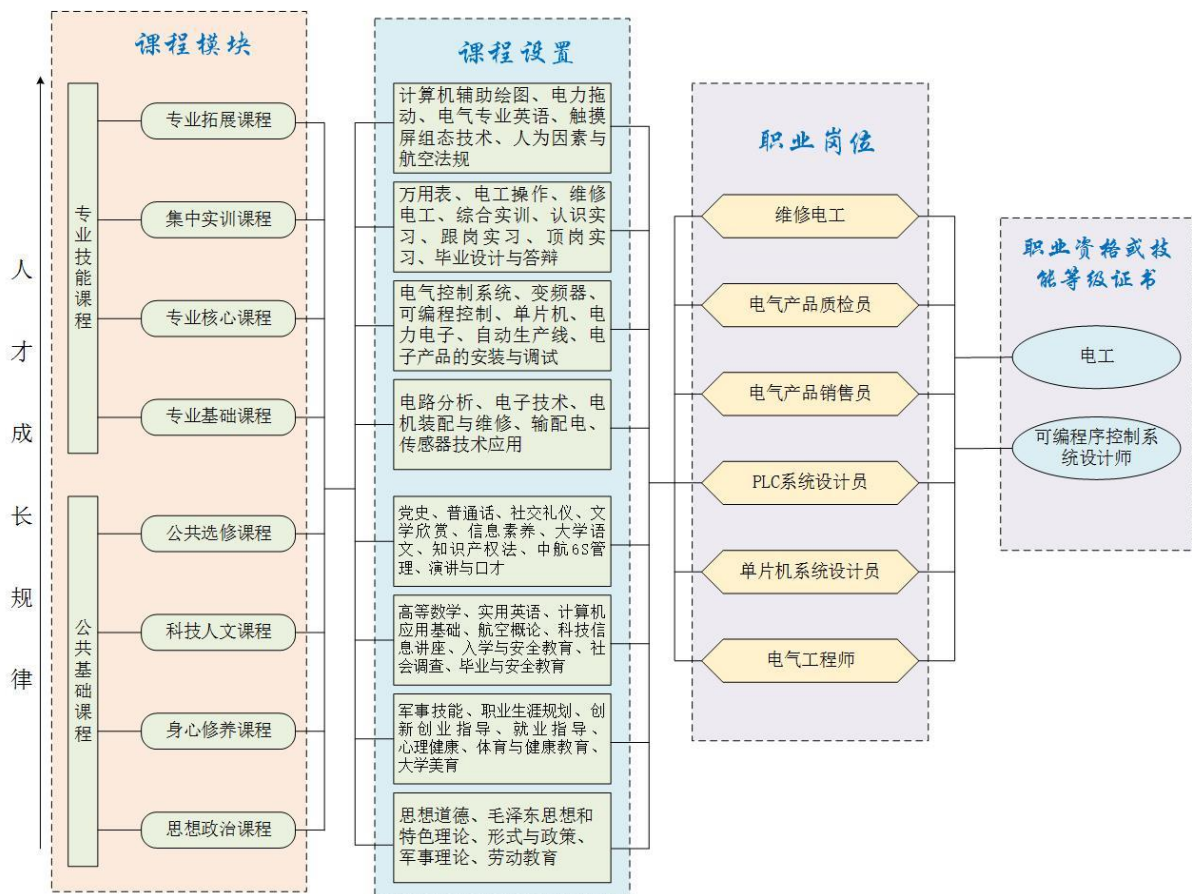 人才成长规律
课程模块
专业技能课程
专业拓展课程
集中实训课程
专业核心课程
专业基础课程
公共基础课程
公共选修课程
科技人文课程
身心修养课程
思想政治课程
课程设置
计算机辅助绘图、电力拖
动、电气专业英语、触摸
屏组态技术、人为因素与
航空法规
万用表、电工操作、维修
电工、综合实训、认识实
习、跟岗实习、顶岗实
习、毕业设计与答辩
电气控制系统、变频器、
可编程控制、单片机、电
力电子、自动生产线、电
子产品的安装与调试
电路分析、电子技术、电
机装配与维修、输配电、
传感器技术应用
党史、普通话、社交礼仪、文
学欣赏、信息素养、大学语
文、知识产权法、中航6S管
理、演讲与口才
高等数学、实用英语、计算机
应用基础、航空概论、科技信
息讲座、入学与安全教育、社
会调查、毕业与安全教育
军事技能、职业生涯规划、创
新创业指导、就业指导、
心理健康、体育与健康教育、
大学美育
思想道德、毛泽东思想和
特色理论、形式与政策、
军事理论、劳动教育
职业岗位
维修电工
电气产品质检员
电气产品销售员
PLC系统设计员
单片机系统设计员
电气工程师
职业资格或技
能等级证书
电工
可编程序控制系
统设计师